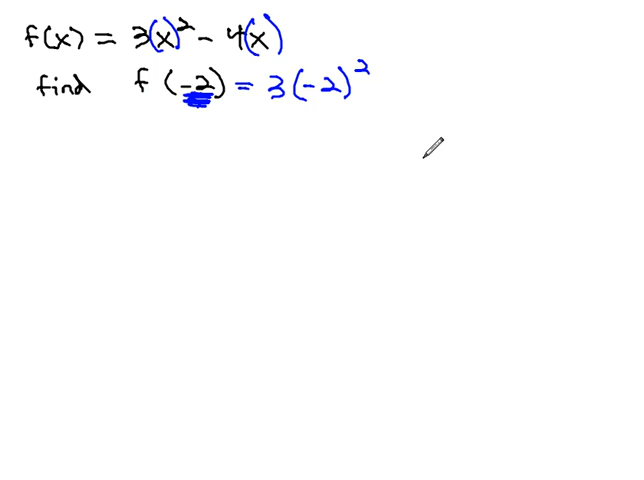 f(x) = 3(x)² - 4(x)
find f (-2) = 3(-2)²